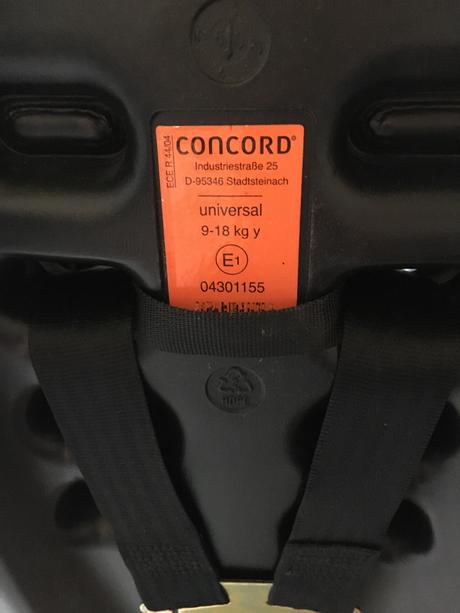 ECE R 44/04
CONCORD®
Industriestraße 25
D-95346 Stadtsteinach
universal
9-18 kg y
E1
04301155